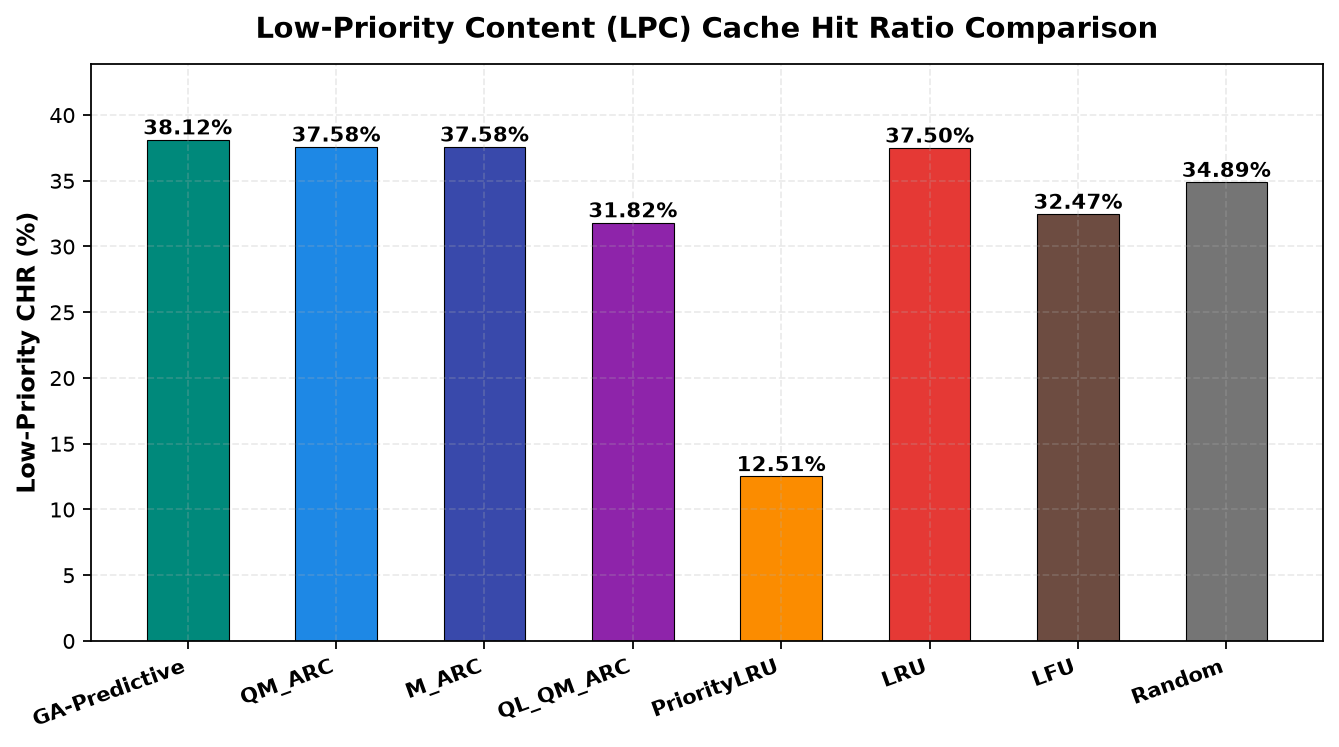 Low-Priority Content (LPC) Cache Hit Ratio Comparison
Low-Priority CHR (%)
40
35
30
25
20
15
10
5
0
38.12%
37.58%
37.58%
31.82%
12.51%
37.50%
32.47%
34.89%
GA-Predictive
QM_ARC
M_ARC
QL_QM_ARC
PriorityLRU
LRU
LFU
Random